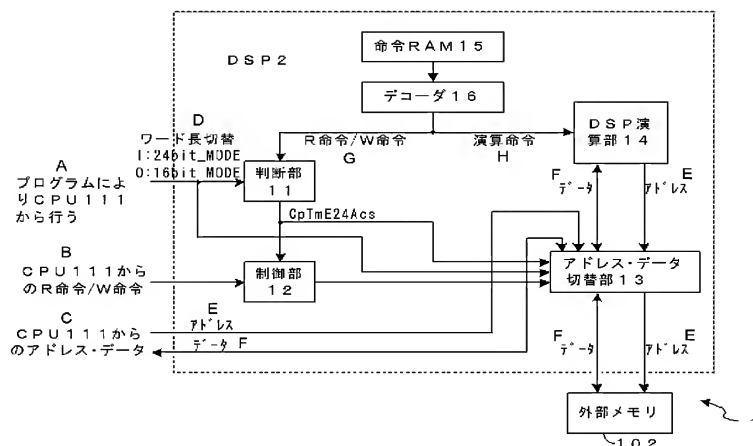 DSP2
命令RAM15
デコーダ16
D
ワード長切替
1:24bit_MODE
0:16bit_MODE
R命令/W命令
G
演算命令
H
DSP演
算部14
A
プログラムによ
りCPU111
から行う
判断部
11
F
データ
E
アドレス
CpTmE24Acs
B
CPU111から
のR命令/W命令
制御部
12
アドレス・データ
切替部13
C
CPU111から
のアドレス・データ
E
アドレス
データ F
F
データ
E
アドレス
外部メモリ
102